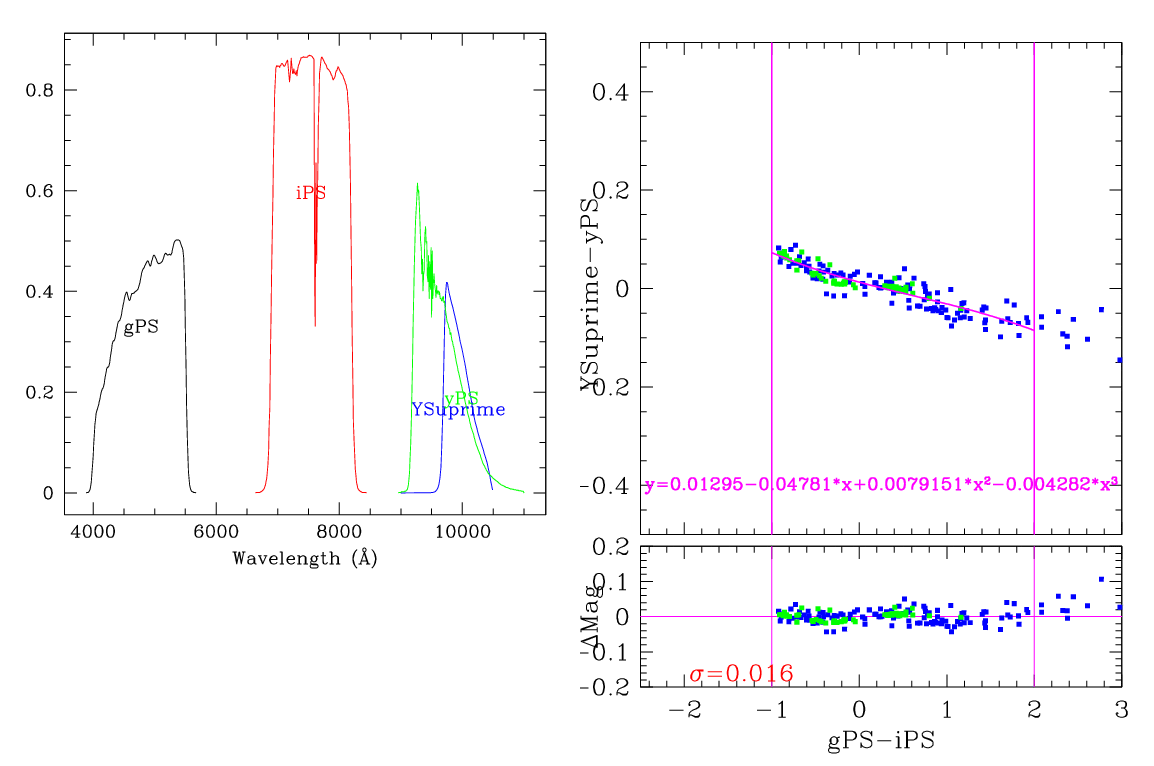 0.8
0.6
0.4
0.2
0
iPS
gPS
yPS
YSuprime
4000 6000 8000 10000
Wavelength (Å)
0.4
0.2
0
-0.2
-0.4
YSuprime-yPS
y=0.01295-0.04781*x+0.0079151*x²-0.004282*x³
0.2
0.1
0
-0.1
-0.2
ΔMag
σ=0.016
-2 -1 0 1 2 3
gPS-iPS